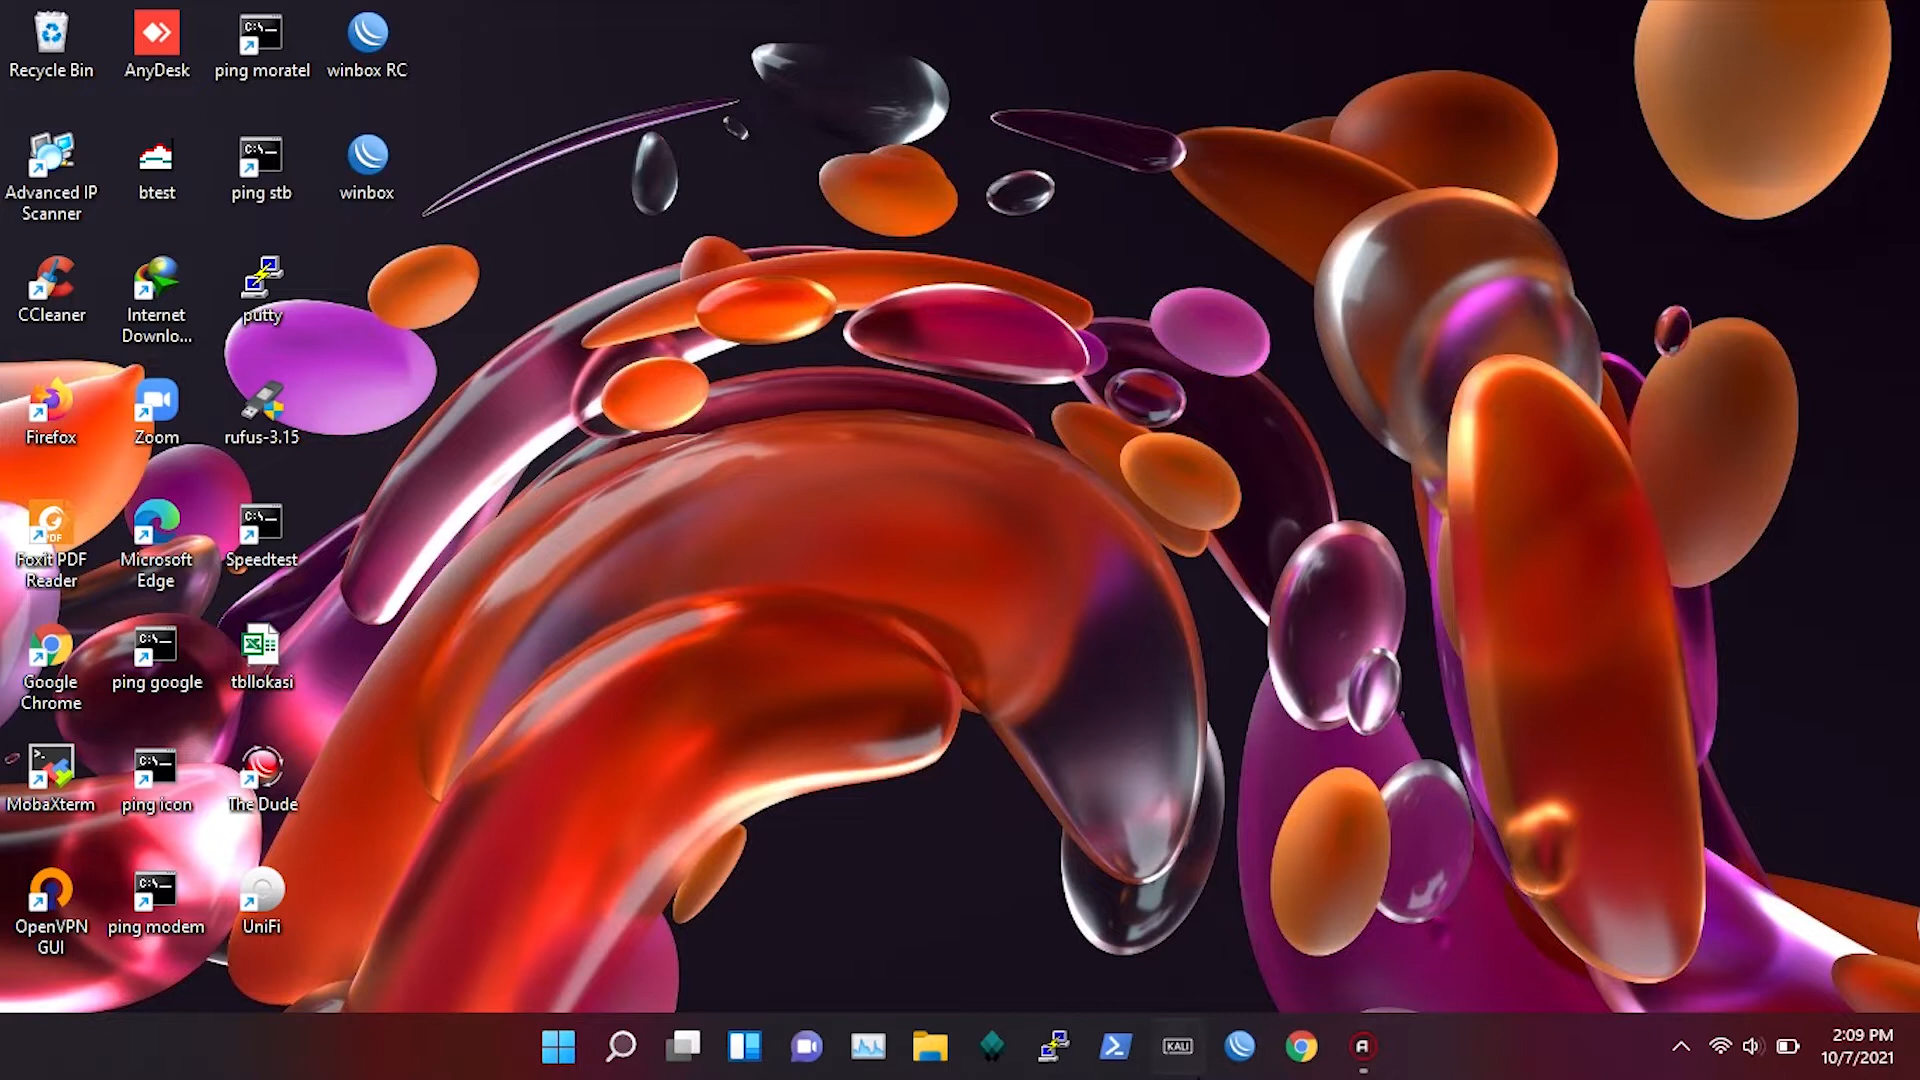 Recycle Bin
AnyDesk
ping moratel
winbox RC
Advanced IP
Scanner
btest
ping stb
winbox
CCleaner
Internet
Downlo...
putty
Firefox
Zoom
rufus-3.15
PDF
Foxit PDF
Reader
Microsoft
Edge
C:\_
Speedtest
Google
Chrome
ping google
tbllokasi
MobaXterm
ping icon
The Dude
OpenVPN
GUI
ping modem
UniFi
KALI
2:09 PM
10/7/2021